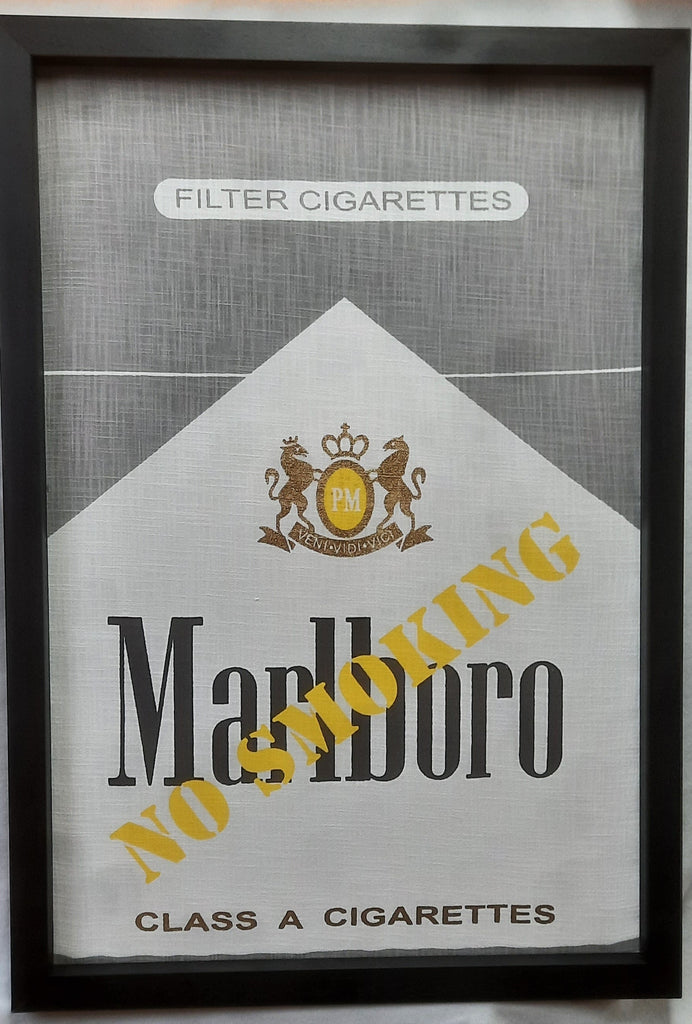 FILTER CIGARETTES
PM
VENI·VIDI·VICI
Marlboro
NO SMOKING
CLASS A CIGARETTES